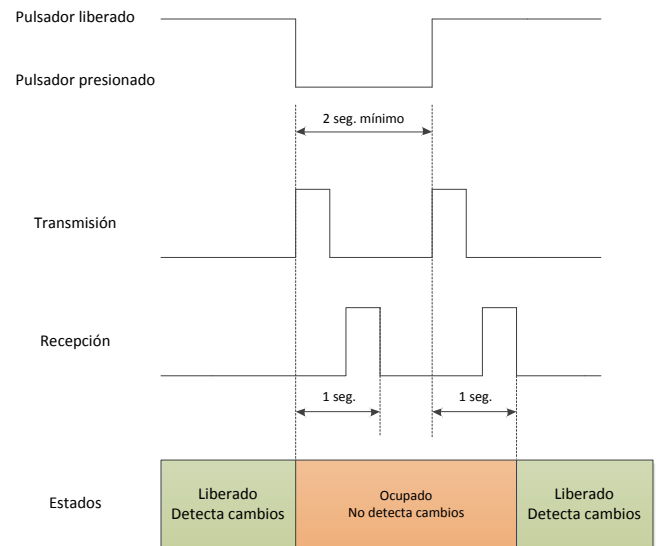 Pulsador liberado
Pulsador presionado
2 seg. mínimo
Transmisión
Recepción
1 seg.
1 seg.
Estados
Liberado
Detecta cambios
Ocupado
No detecta cambios
Liberado
Detecta cambios